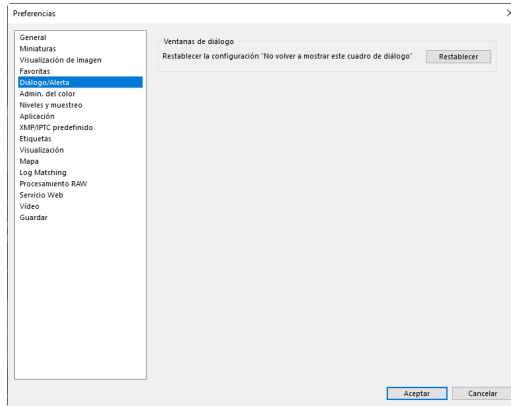 Preferencias
General
Miniaturas
Visualización de imagen
Favoritas
Diálogo/Alerta
Admin. del color
Niveles y muestreo
Aplicación
XMP/IPTC predefinido
Etiquetas
Visualización
Mapa
Log Matching
Procesamiento RAW
Servicio Web
Vídeo
Guardar
Ventanas de diálogo
Restablecer la configuración "No volver a mostrar este cuadro de diálogo" Restablecer
Aceptar Cancelar